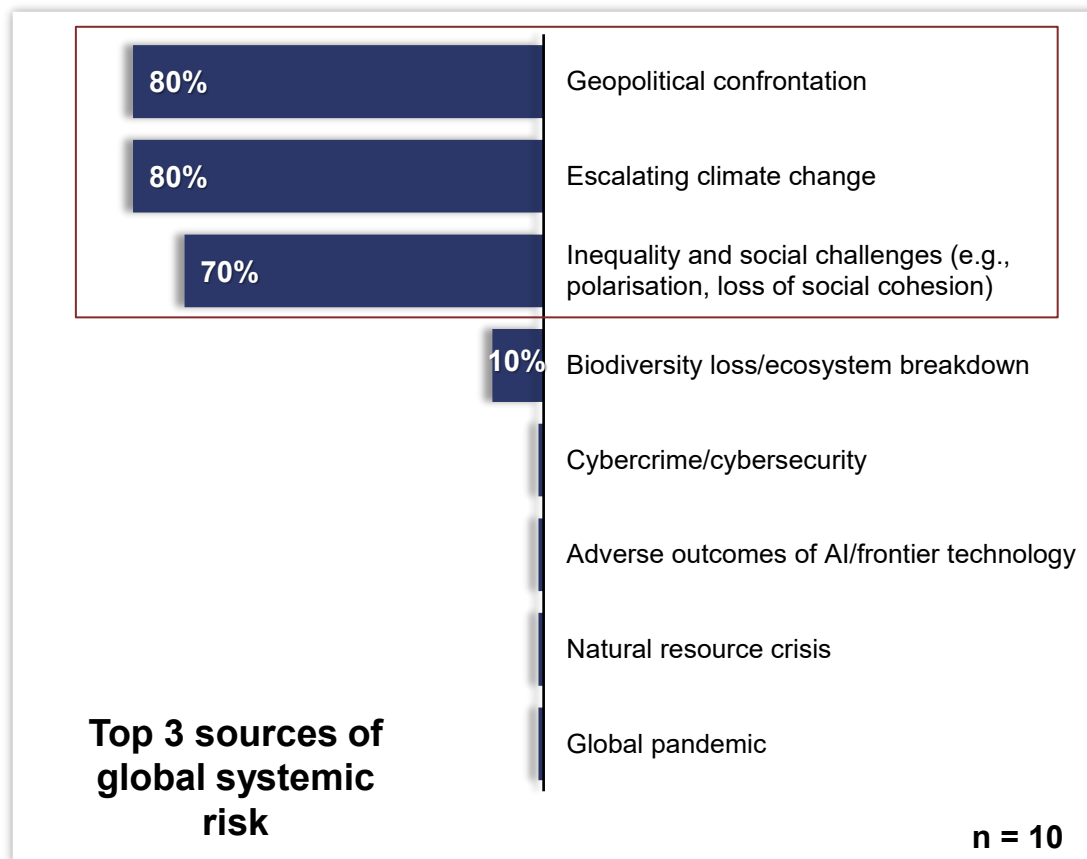 80%
Geopolitical confrontation
80%
Escalating climate change
70%
Inequality and social challenges (e.g.,
polarisation, loss of social cohesion)
10%
Biodiversity loss/ecosystem breakdown
Cybercrime/cybersecurity
Adverse outcomes of AI/frontier technology
Natural resource crisis
Global pandemic
Top 3 sources of
global systemic
risk
n = 10